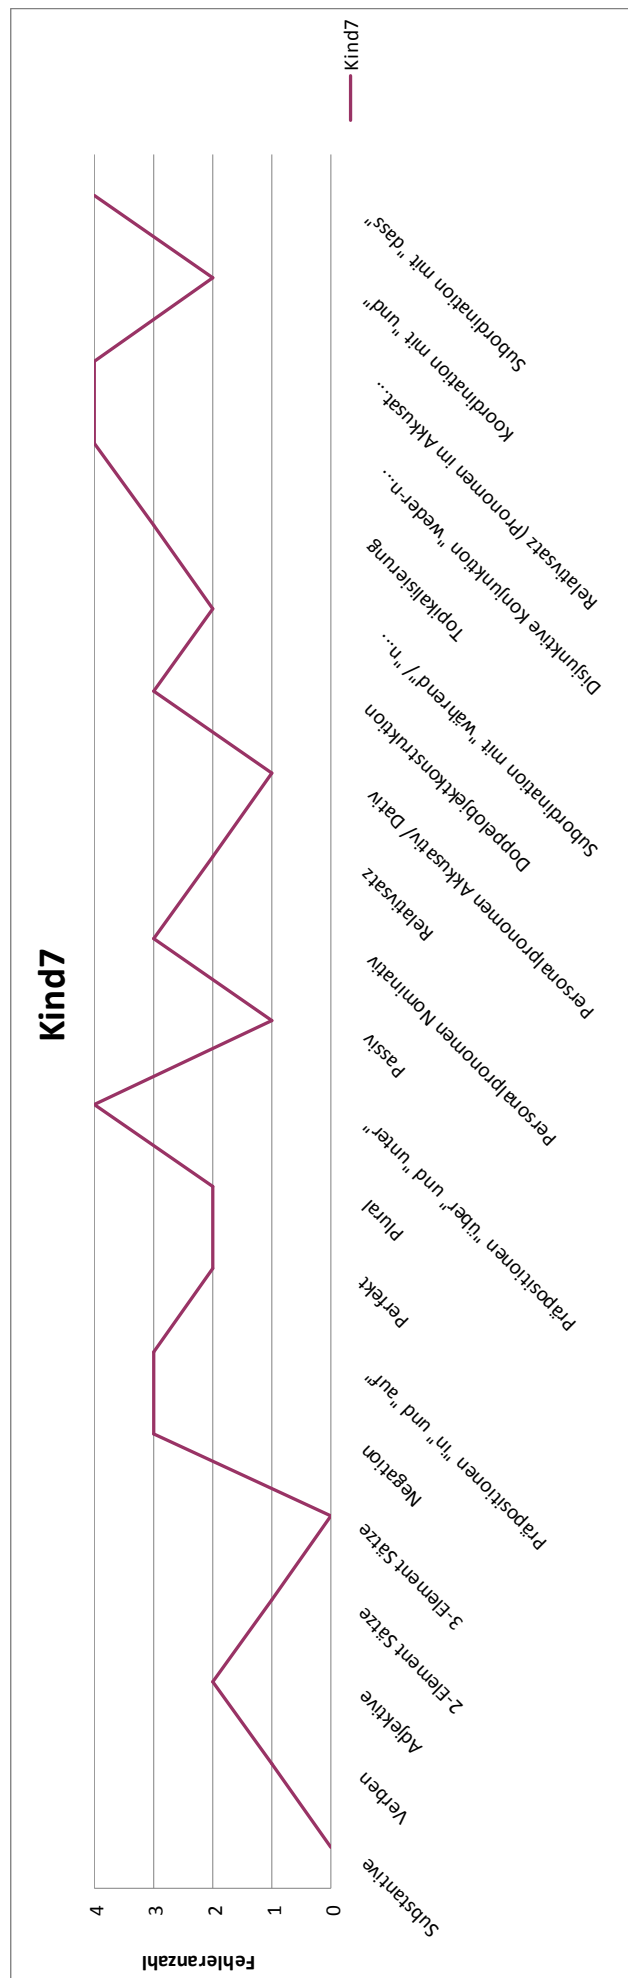 Kind7
Fehleranzahl
4
3
2
1
0
Substantive
Verben
Adjektive
2-Element Sätze
3-Element Sätze
Negation
Präpositionen "in" und "auf"
Perfekt
Plural
Präpositionen "über" und "unter"
Passiv
Personalpronomen Nominativ
Relativsatz
Personalpronomen Akkusativ/ Dativ
Doppelobjektkonstruktion
Subordination mit "während"/ "n...
Topikalisierung
Disjunktive Konjunktion "weder-n...
Relativsatz (Pronomen im Akkusat...
Koordination mit "und"
Subordination mit "dass"
Kind7